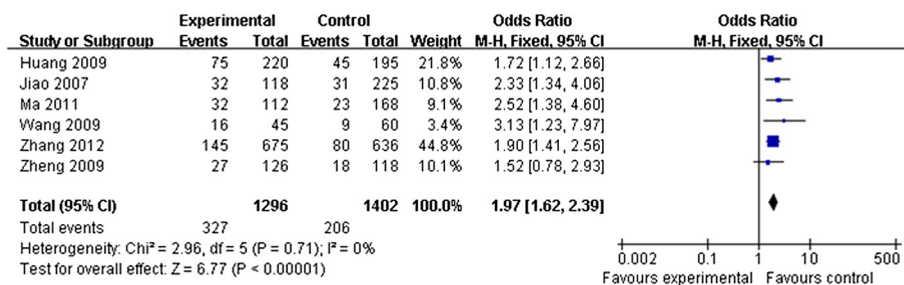 Experimental Control Odds Ratio Odds Ratio
Study or Subgroup Events Total Events Total Weight M-H, Fixed, 95% CI M-H, Fixed, 95% CI
Huang 2009 75 220 45 195 21.8% 1.72 [1.12, 2.66]
Jiao 2007 32 118 31 225 10.8% 2.33 [1.34, 4.06]
Ma 2011 32 112 23 168 9.1% 2.52 [1.38, 4.60]
Wang 2009 16 45 9 60 3.4% 3.13 [1.23, 7.97]
Zhang 2012 145 675 80 636 44.8% 1.90 [1.41, 2.56]
Zheng 2009 27 126 18 118 10.1% 1.52 [0.78, 2.93]
Total (95% CI) 1296 1402 100.0% 1.97 [1.62, 2.39]
Total events 327 206
Heterogeneity: Chi² = 2.96, df = 5 (P = 0.71); I² = 0%
Test for overall effect: Z = 6.77 (P < 0.00001)
0.002 0.1 1 10 500
Favours experimental Favours control